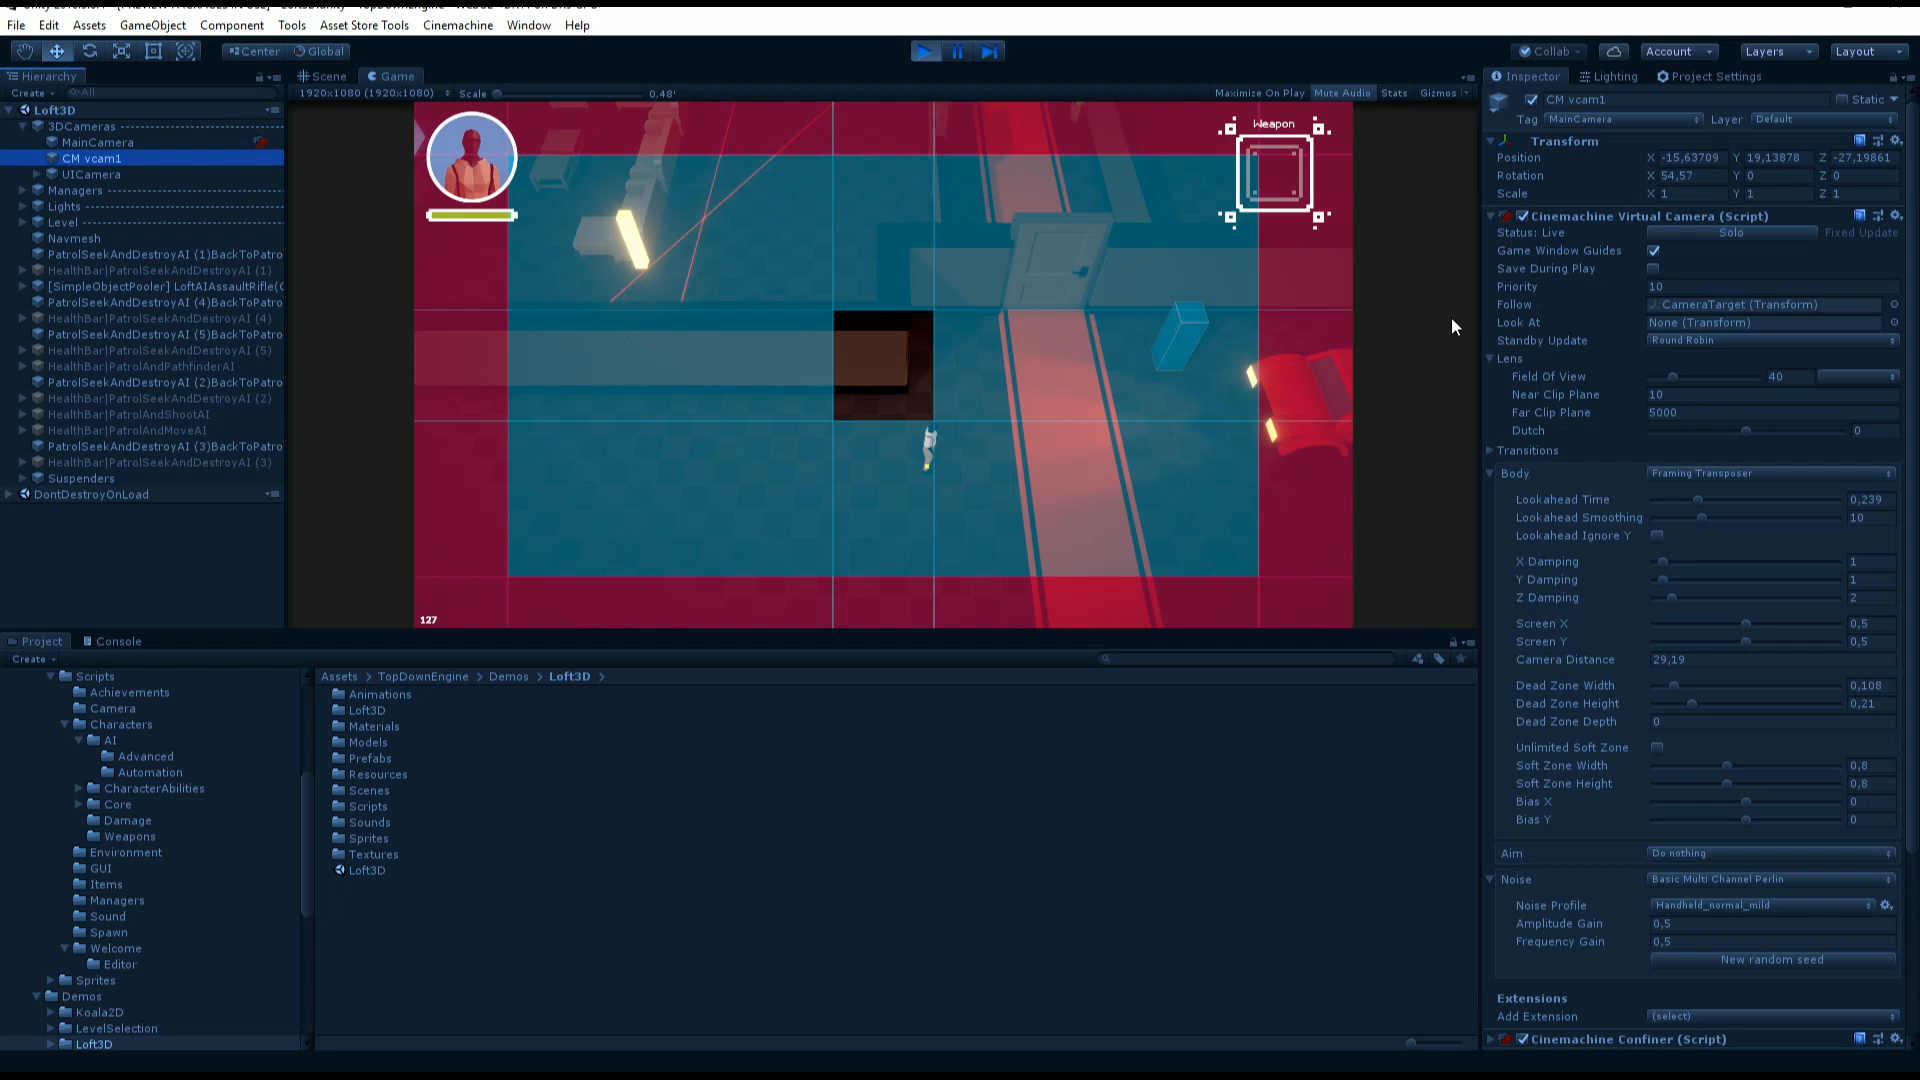 File Edit Assets GameObject Component Tools Asset Store Tools Cinemachine Window Help
Center Global Collab Account Layers Layout
Hierarchy Scene Game Inspector Lighting Project Settings
Create All 1920x1080 (1920x1080) Scale 0,48 Maximize On Play Mute Audio Stats Gizmos
Loft3D
3DCameras
MainCamera
CM vcam1
UICamera
Managers
Lights
Level
Navmesh
PatrolSeekAndDestroyAI (1)BackToPatro
HealthBar|PatrolSeekAndDestroyAI (1)
[SimpleObjectPooler] LoftAIAssaultRifle(
PatrolSeekAndDestroyAI (4)BackToPatro
HealthBar|PatrolSeekAndDestroyAI (4)
PatrolSeekAndDestroyAI (5)BackToPatro
HealthBar|PatrolSeekAndDestroyAI (5)
HealthBar|PatrolAndPathfinderAI
PatrolSeekAndDestroyAI (2)BackToPatro
HealthBar|PatrolSeekAndDestroyAI (2)
HealthBar|PatrolAndShootAI
HealthBar|PatrolAndMoveAI
PatrolSeekAndDestroyAI (3)BackToPatro
HealthBar|PatrolSeekAndDestroyAI (3)
Suspenders
DontDestroyOnLoad
Weapon
127
CM vcam1 Static
Tag MainCamera Layer Default
Transform
Position X -15,63709 Y 19,13878 Z -27,19861
Rotation X 54,57 Y 0 Z 0
Scale X 1 Y 1 Z 1
Cinemachine Virtual Camera (Script)
Status: Live Solo Fixed Update
Game Window Guides
Save During Play
Priority 10
Follow CameraTarget (Transform)
Look At None (Transform)
Standby Update Round Robin
Lens
Field Of View 40
Near Clip Plane 10
Far Clip Plane 5000
Dutch 0
Transitions
Body Framing Transposer
Lookahead Time 0,239
Lookahead Smoothing 10
Lookahead Ignore Y
X Damping 1
Y Damping 1
Z Damping 2
Screen X 0,5
Screen Y 0,5
Camera Distance 29,19
Dead Zone Width 0,108
Dead Zone Height 0,21
Dead Zone Depth 0
Unlimited Soft Zone
Soft Zone Width 0,8
Soft Zone Height 0,8
Bias X 0
Bias Y 0
Aim Do nothing
Noise Basic Multi Channel Perlin
Noise Profile Handheld_normal_mild
Amplitude Gain 0,5
Frequency Gain 0,5
New random seed
Extensions
Add Extension (select)
Cinemachine Confiner (Script)
Project Console
Create
Scripts
Achievements
Camera
Characters
AI
Advanced
Automation
CharacterAbilities
Core
Damage
Weapons
Environment
GUI
Items
Managers
Sound
Spawn
Welcome
Editor
Sprites
Demos
Koala2D
LevelSelection
Loft3D
Assets > TopDownEngine > Demos > Loft3D >
Animations
Loft3D
Materials
Models
Prefabs
Resources
Scenes
Scripts
Sounds
Sprites
Textures
Loft3D